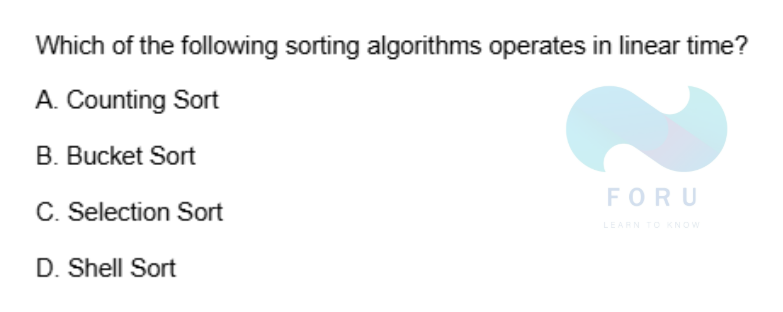 Which of the following sorting algorithms operates in linear time?
A. Counting Sort
B. Bucket Sort
C. Selection Sort
D. Shell Sort
FORU
LEARN TO KNOW